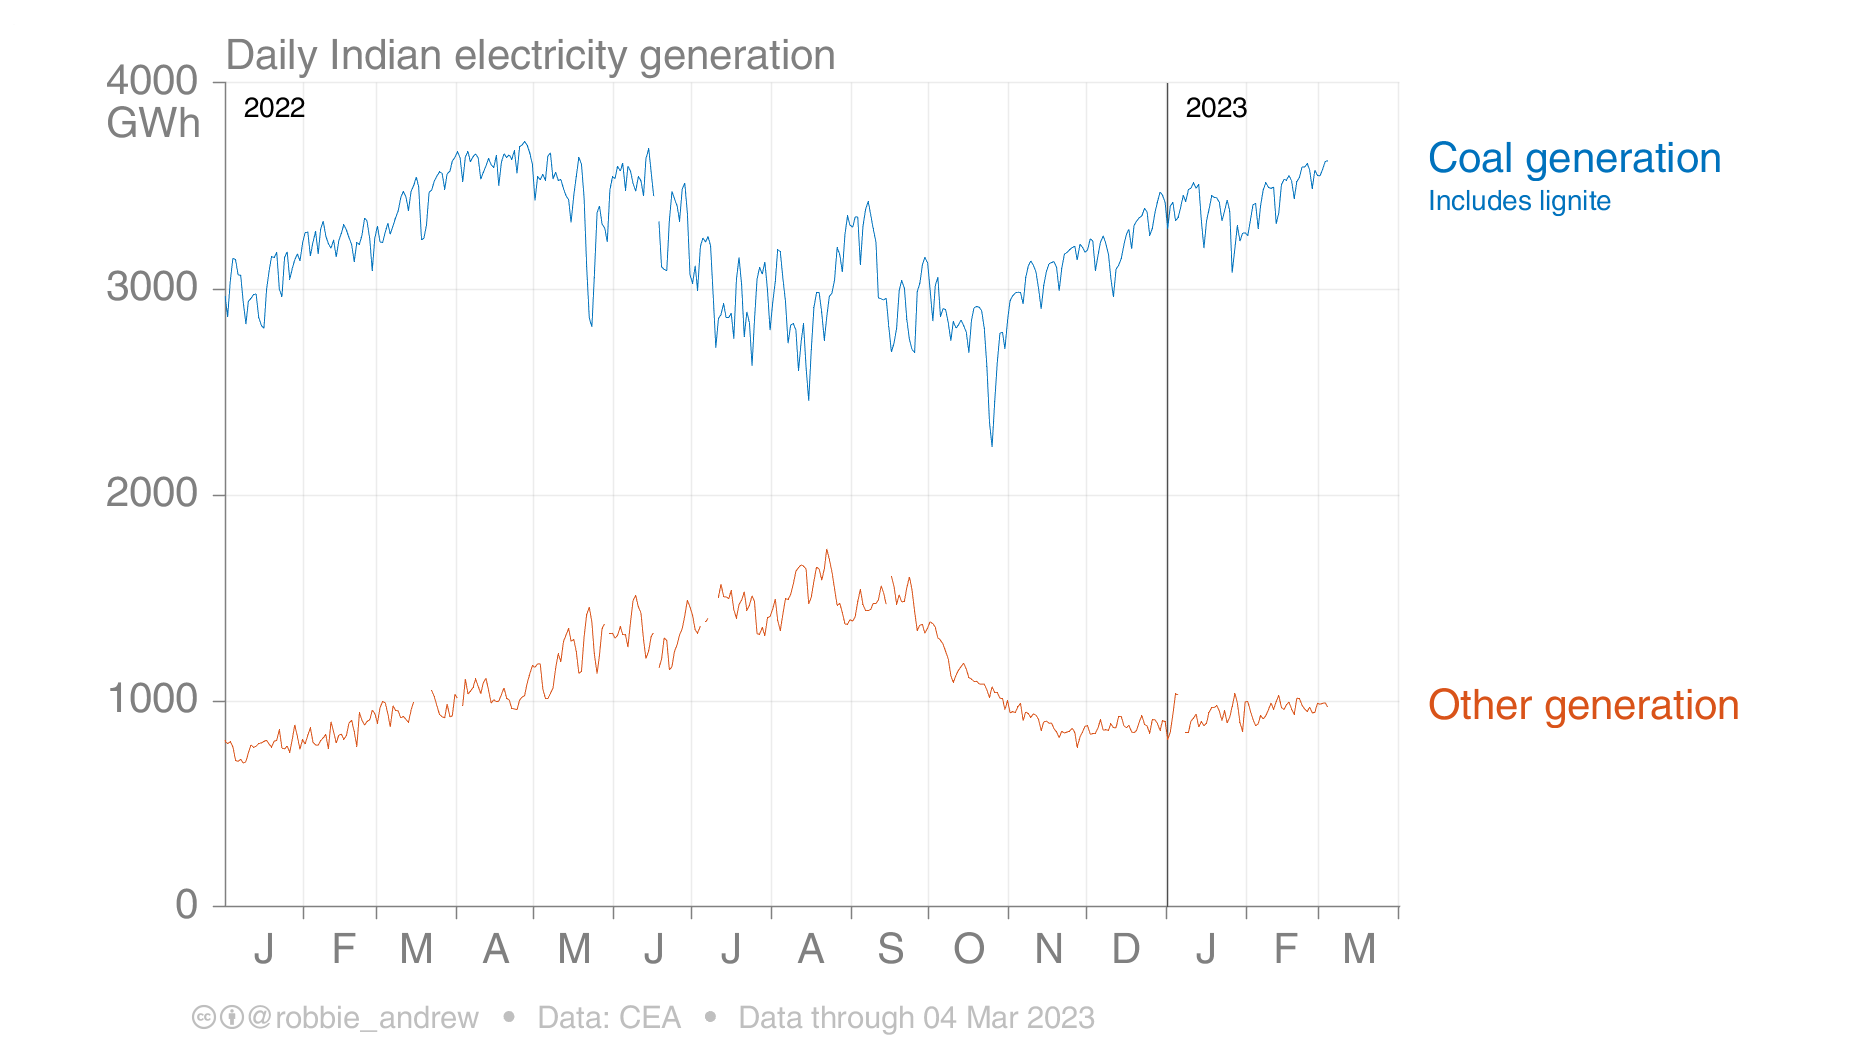 Daily Indian electricity generation
4000
GWh
2022
2023
Coal generation
Includes lignite
3000
2000
1000
Other generation
0
J F M A M J J A S O N D J F M
cc @robbie_andrew • Data: CEA • Data through 04 Mar 2023